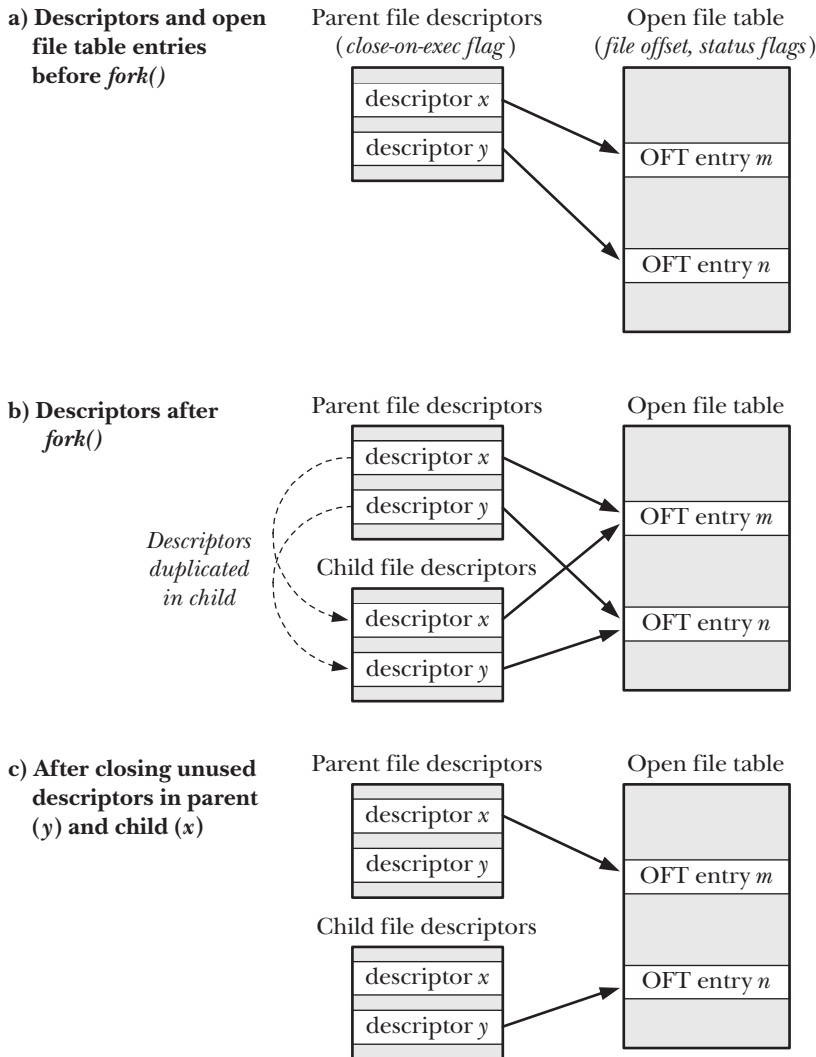 a) Descriptors and open
file table entries
before fork()
Parent file descriptors
(close-on-exec flag)
Open file table
(file offset, status flags)
descriptor x
descriptor y
OFT entry m
OFT entry n
b) Descriptors after
fork()
Parent file descriptors
Open file table
descriptor x
descriptor y
Descriptors
duplicated
in child
Child file descriptors
descriptor x
descriptor y
OFT entry m
OFT entry n
c) After closing unused
descriptors in parent
(y) and child (x)
Parent file descriptors
Open file table
descriptor x
descriptor y
Child file descriptors
descriptor x
descriptor y
OFT entry m
OFT entry n